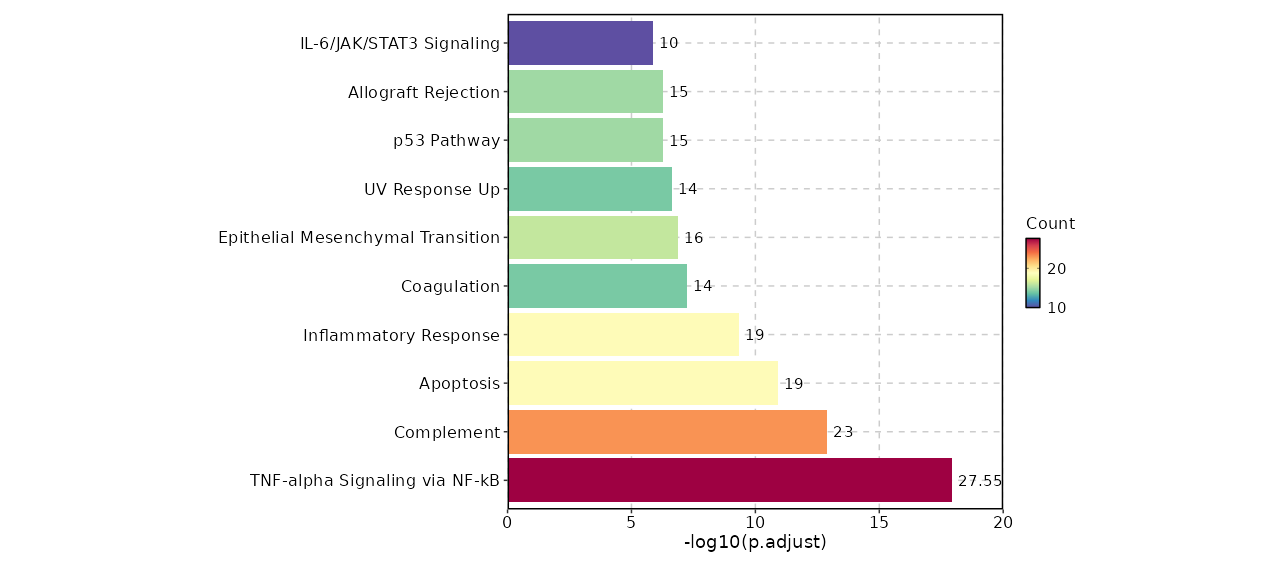 IL-6/JAK/STAT3 Signaling 10
Allograft Rejection 15
p53 Pathway 15
UV Response Up 14
Epithelial Mesenchymal Transition 16
Coagulation 14
Inflammatory Response 19
Apoptosis 19
Complement 23
TNF-alpha Signaling via NF-kB 27.55
0 5 10 15 20
-log10(p.adjust)
Count
20
10